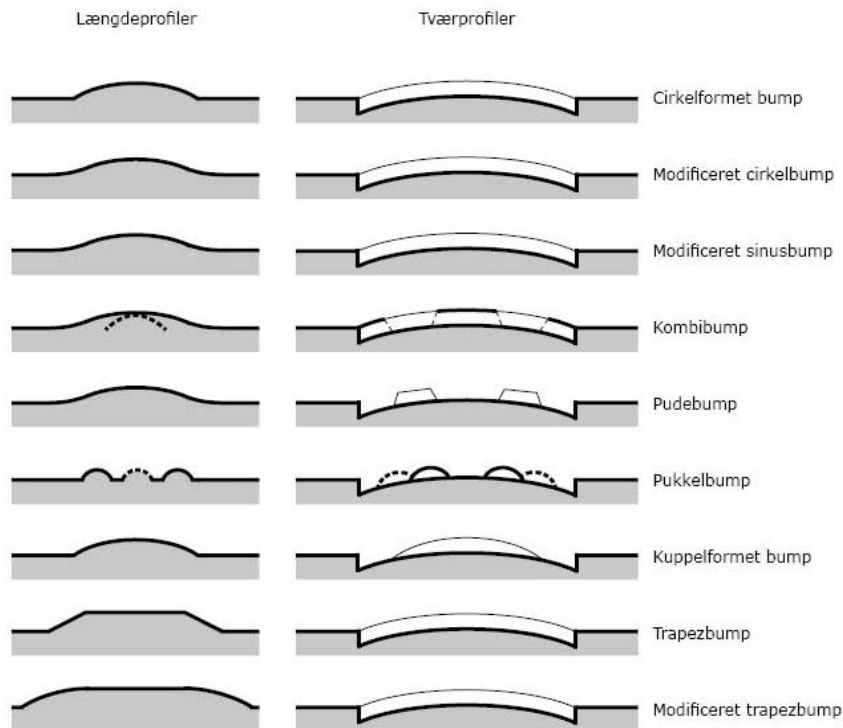 Længdeprofiler
Tværprofiler
Cirkelformet bump
Modificeret cirkelbump
Modificeret sinusbump
Kombibump
Pudebump
Pukkelbump
Kuppelformet bump
Trapezbump
Modificeret trapezbump